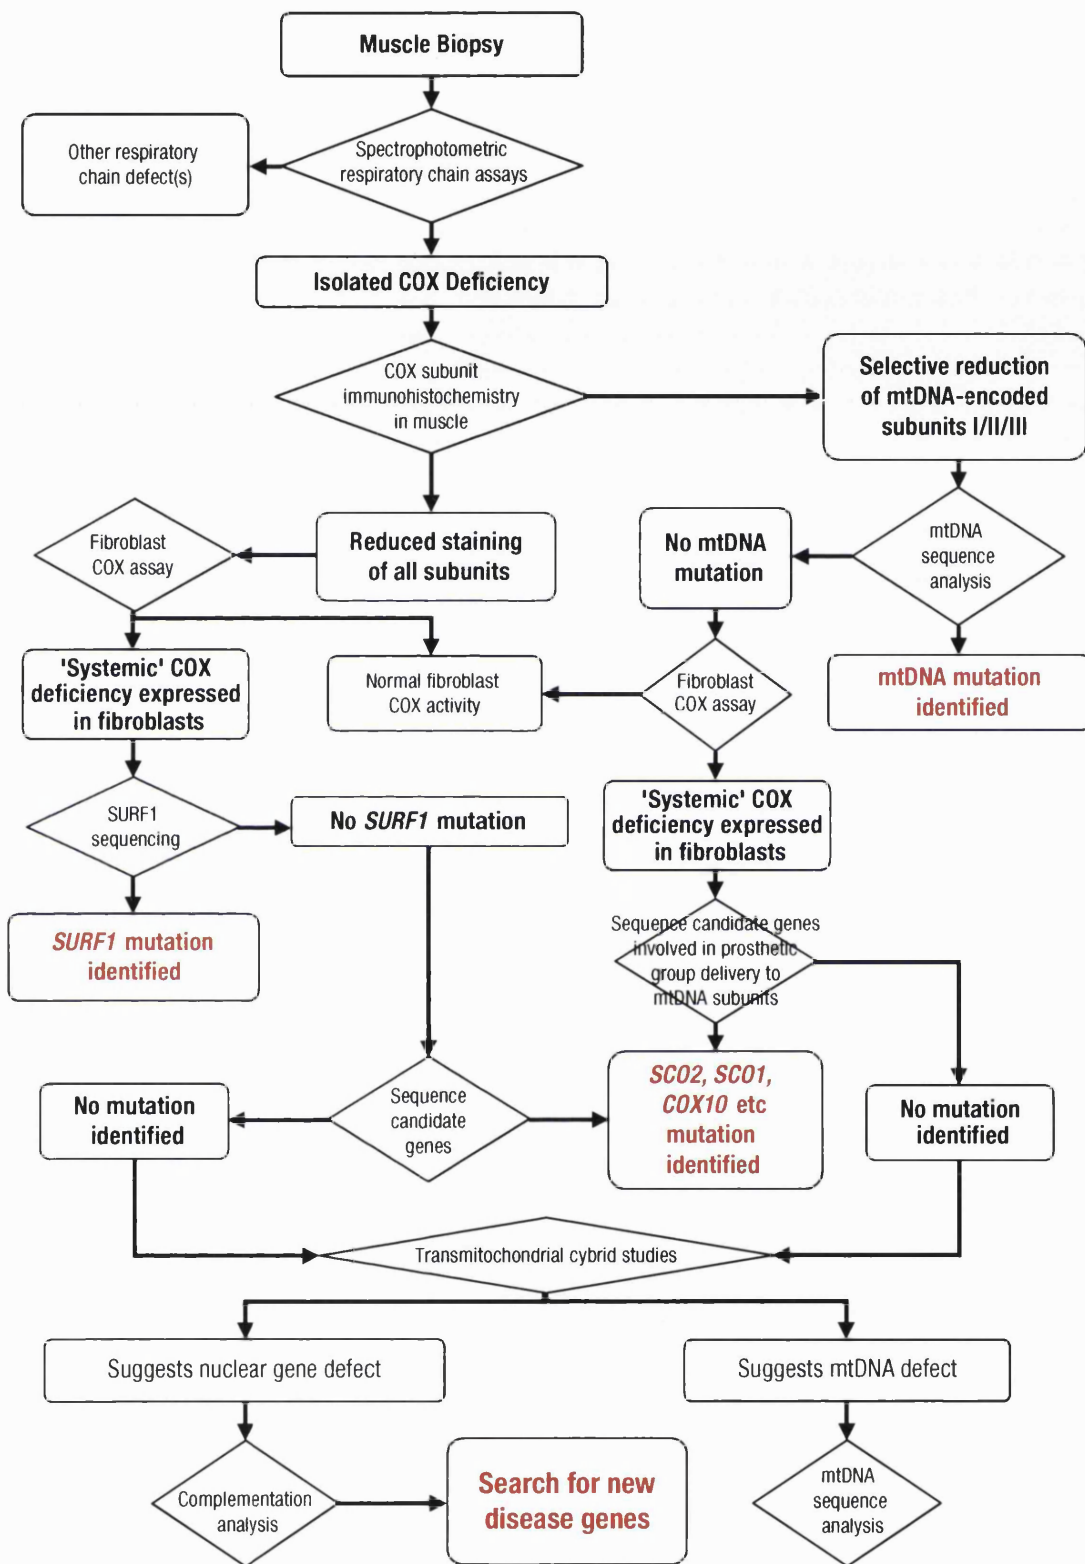 Muscle Biopsy
Other respiratory
chain defect(s)
Spectrophotometric
respiratory chain assays
Isolated COX Deficiency
COX subunit
immunohistochemistry
in muscle
Selective reduction
of mtDNA-encoded
subunits I/II/III
Fibroblast
COX assay
Reduced staining
of all subunits
No mtDNA
mutation
mtDNA
sequence
analysis
'Systemic' COX
deficiency expressed
in fibroblasts
Normal fibroblast
COX activity
Fibroblast
COX assay
mtDNA mutation
identified
SURF1
sequencing
No SURF1 mutation
'Systemic' COX
deficiency expressed
in fibroblasts
SURF1 mutation
identified
Sequence candidate genes
involved in prosthetic
group delivery to
mtDNA subunits
No mutation
identified
Sequence
candidate
genes
SCO2, SCO1,
COX10 etc
mutation
identified
No mutation
identified
Transmitochondrial cybrid studies
Suggests nuclear gene defect
Suggests mtDNA defect
Complementation
analysis
Search for new
disease genes
mtDNA
sequence
analysis